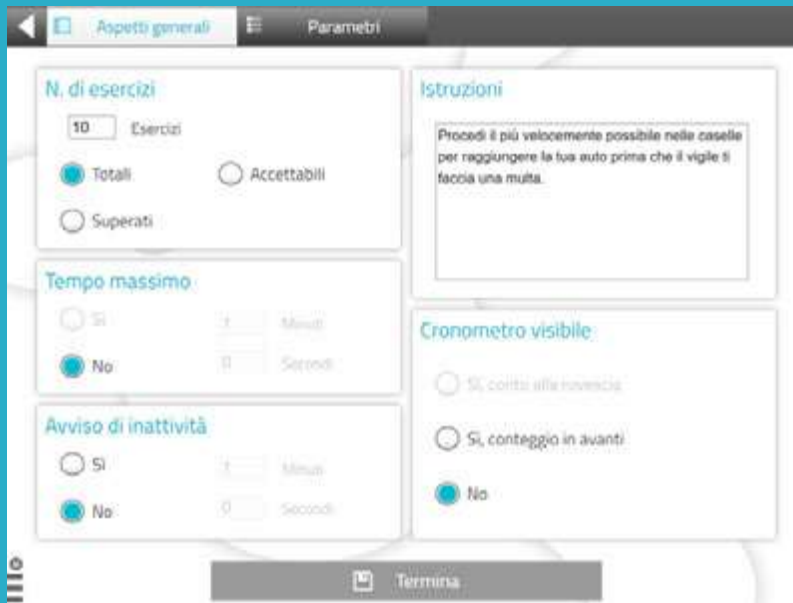 Aspetti generali
Parametri
N. di esercizi
10 Esercizi
Totali
Accettabili
Superati
Tempo massimo
Sì
1 Minuti
No
0 Secondi
Avviso di inattività
Sì
1 Minuti
No
0 Secondi
Istruzioni
Procedi il più velocemente possibile nelle caselle
per raggiungere la tua auto prima che il vigile ti
faccia una multa.
Cronometro visibile
Sì, conto alla rovescia
Sì, conteggio in avanti
No
Termina